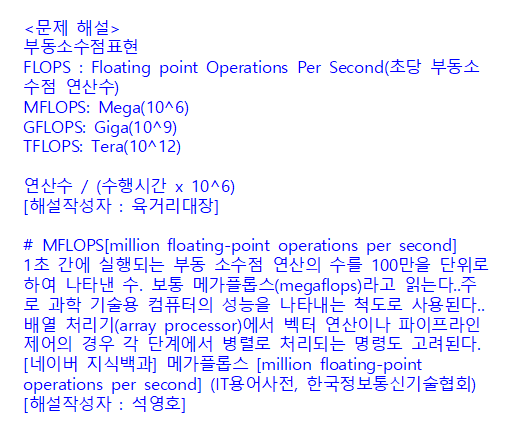 <문제 해설>
부동소수점표현
FLOPS : Floating point Operations Per Second(초당 부동소
수점 연산수)
MFLOPS: Mega(10^6)
GFLOPS: Giga(10^9)
TFLOPS: Tera(10^12)
연산수 / (수행시간 x 10^6)
[해설작성자 : 육거리대장]
# MFLOPS[million floating-point operations per second]
1초 간에 실행되는 부동 소수점 연산의 수를 100만을 단위로
하여 나타낸 수. 보통 메가플롭스(megaflops)라고 읽는다..주
로 과학 기술용 컴퓨터의 성능을 나타내는 척도로 사용된다..
배열 처리기(array processor)에서 벡터 연산이나 파이프라인
제어의 경우 각 단계에서 병렬로 처리되는 명령도 고려된다.
[네이버 지식백과] 메가플롭스 [million floating-point
operations per second] (IT용어사전, 한국정보통신기술협회)
[해설작성자 : 석영호]